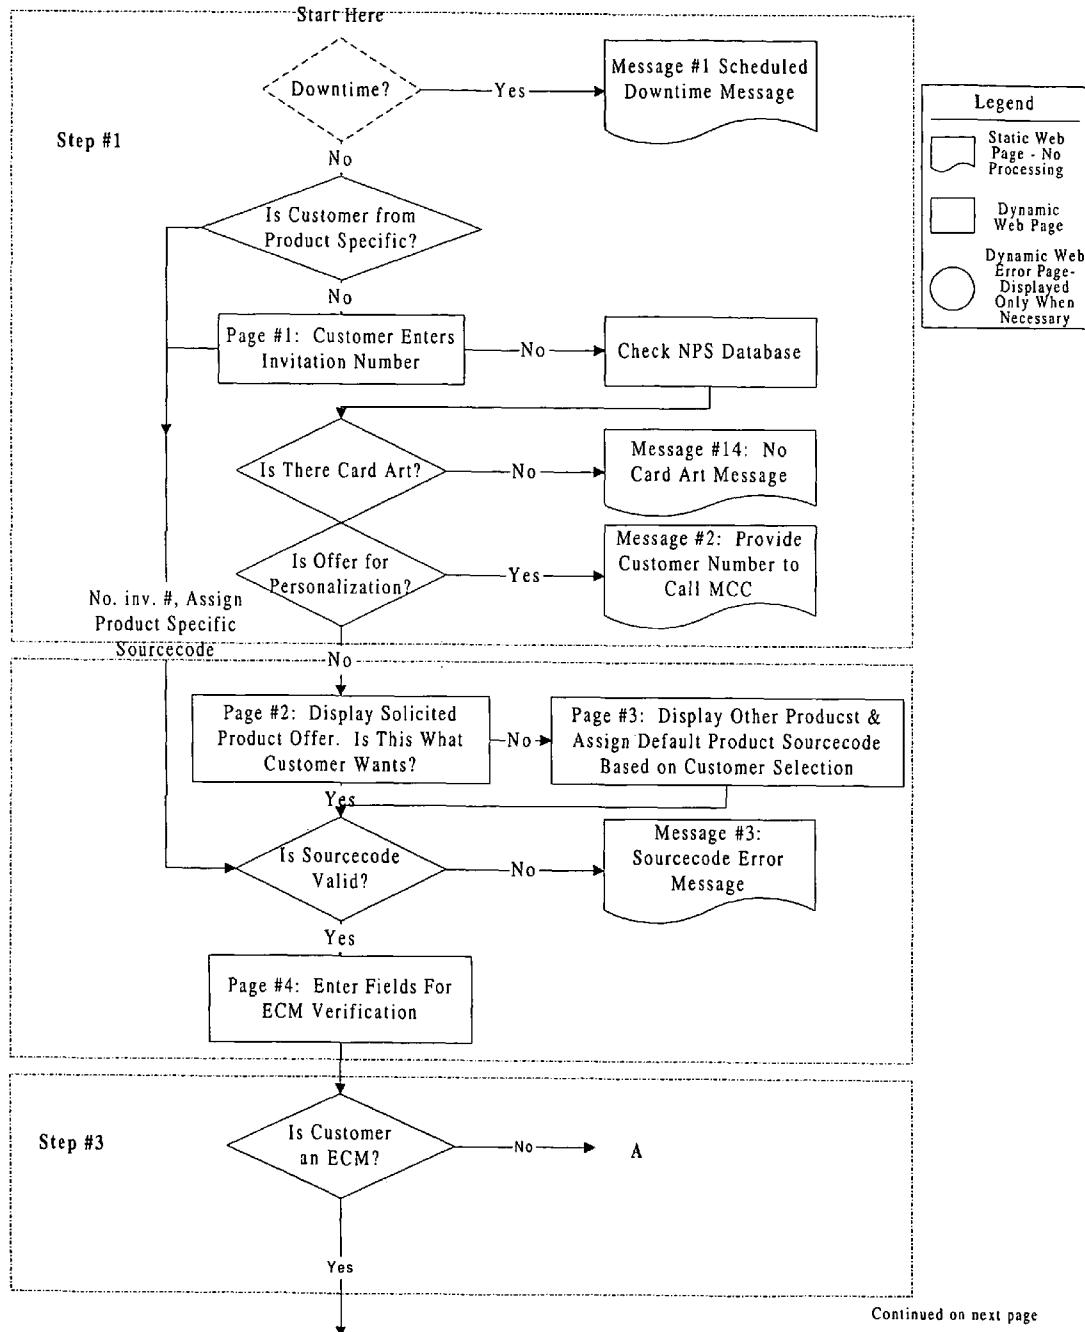 Start Here
Downtime?
Yes
Message #1 Scheduled
Downtime Message
Step #1
No
Is Customer from
Product Specific?
No
Page #1: Customer Enters
Invitation Number
No
Check NPS Database
Is There Card Art?
No
Message #14: No
Card Art Message
Is Offer for
Personalization?
Yes
Message #2: Provide
Customer Number to
Call MCC
No. inv. #, Assign
Product Specific
Sourcecode
No
Page #2: Display Solicited
Product Offer. Is This What
Customer Wants?
No
Page #3: Display Other Producst &
Assign Default Product Sourcecode
Based on Customer Selection
Yes
Is Sourcecode
Valid?
No
Message #3:
Sourcecode Error
Message
Yes
Page #4: Enter Fields For
ECM Verification
Step #3
Is Customer
an ECM?
No
A
Yes
Continued on next page
Legend
Static Web
Page - No
Processing
Dynamic
Web Page
Dynamic Web
Error Page-
Displayed
Only When
Necessary